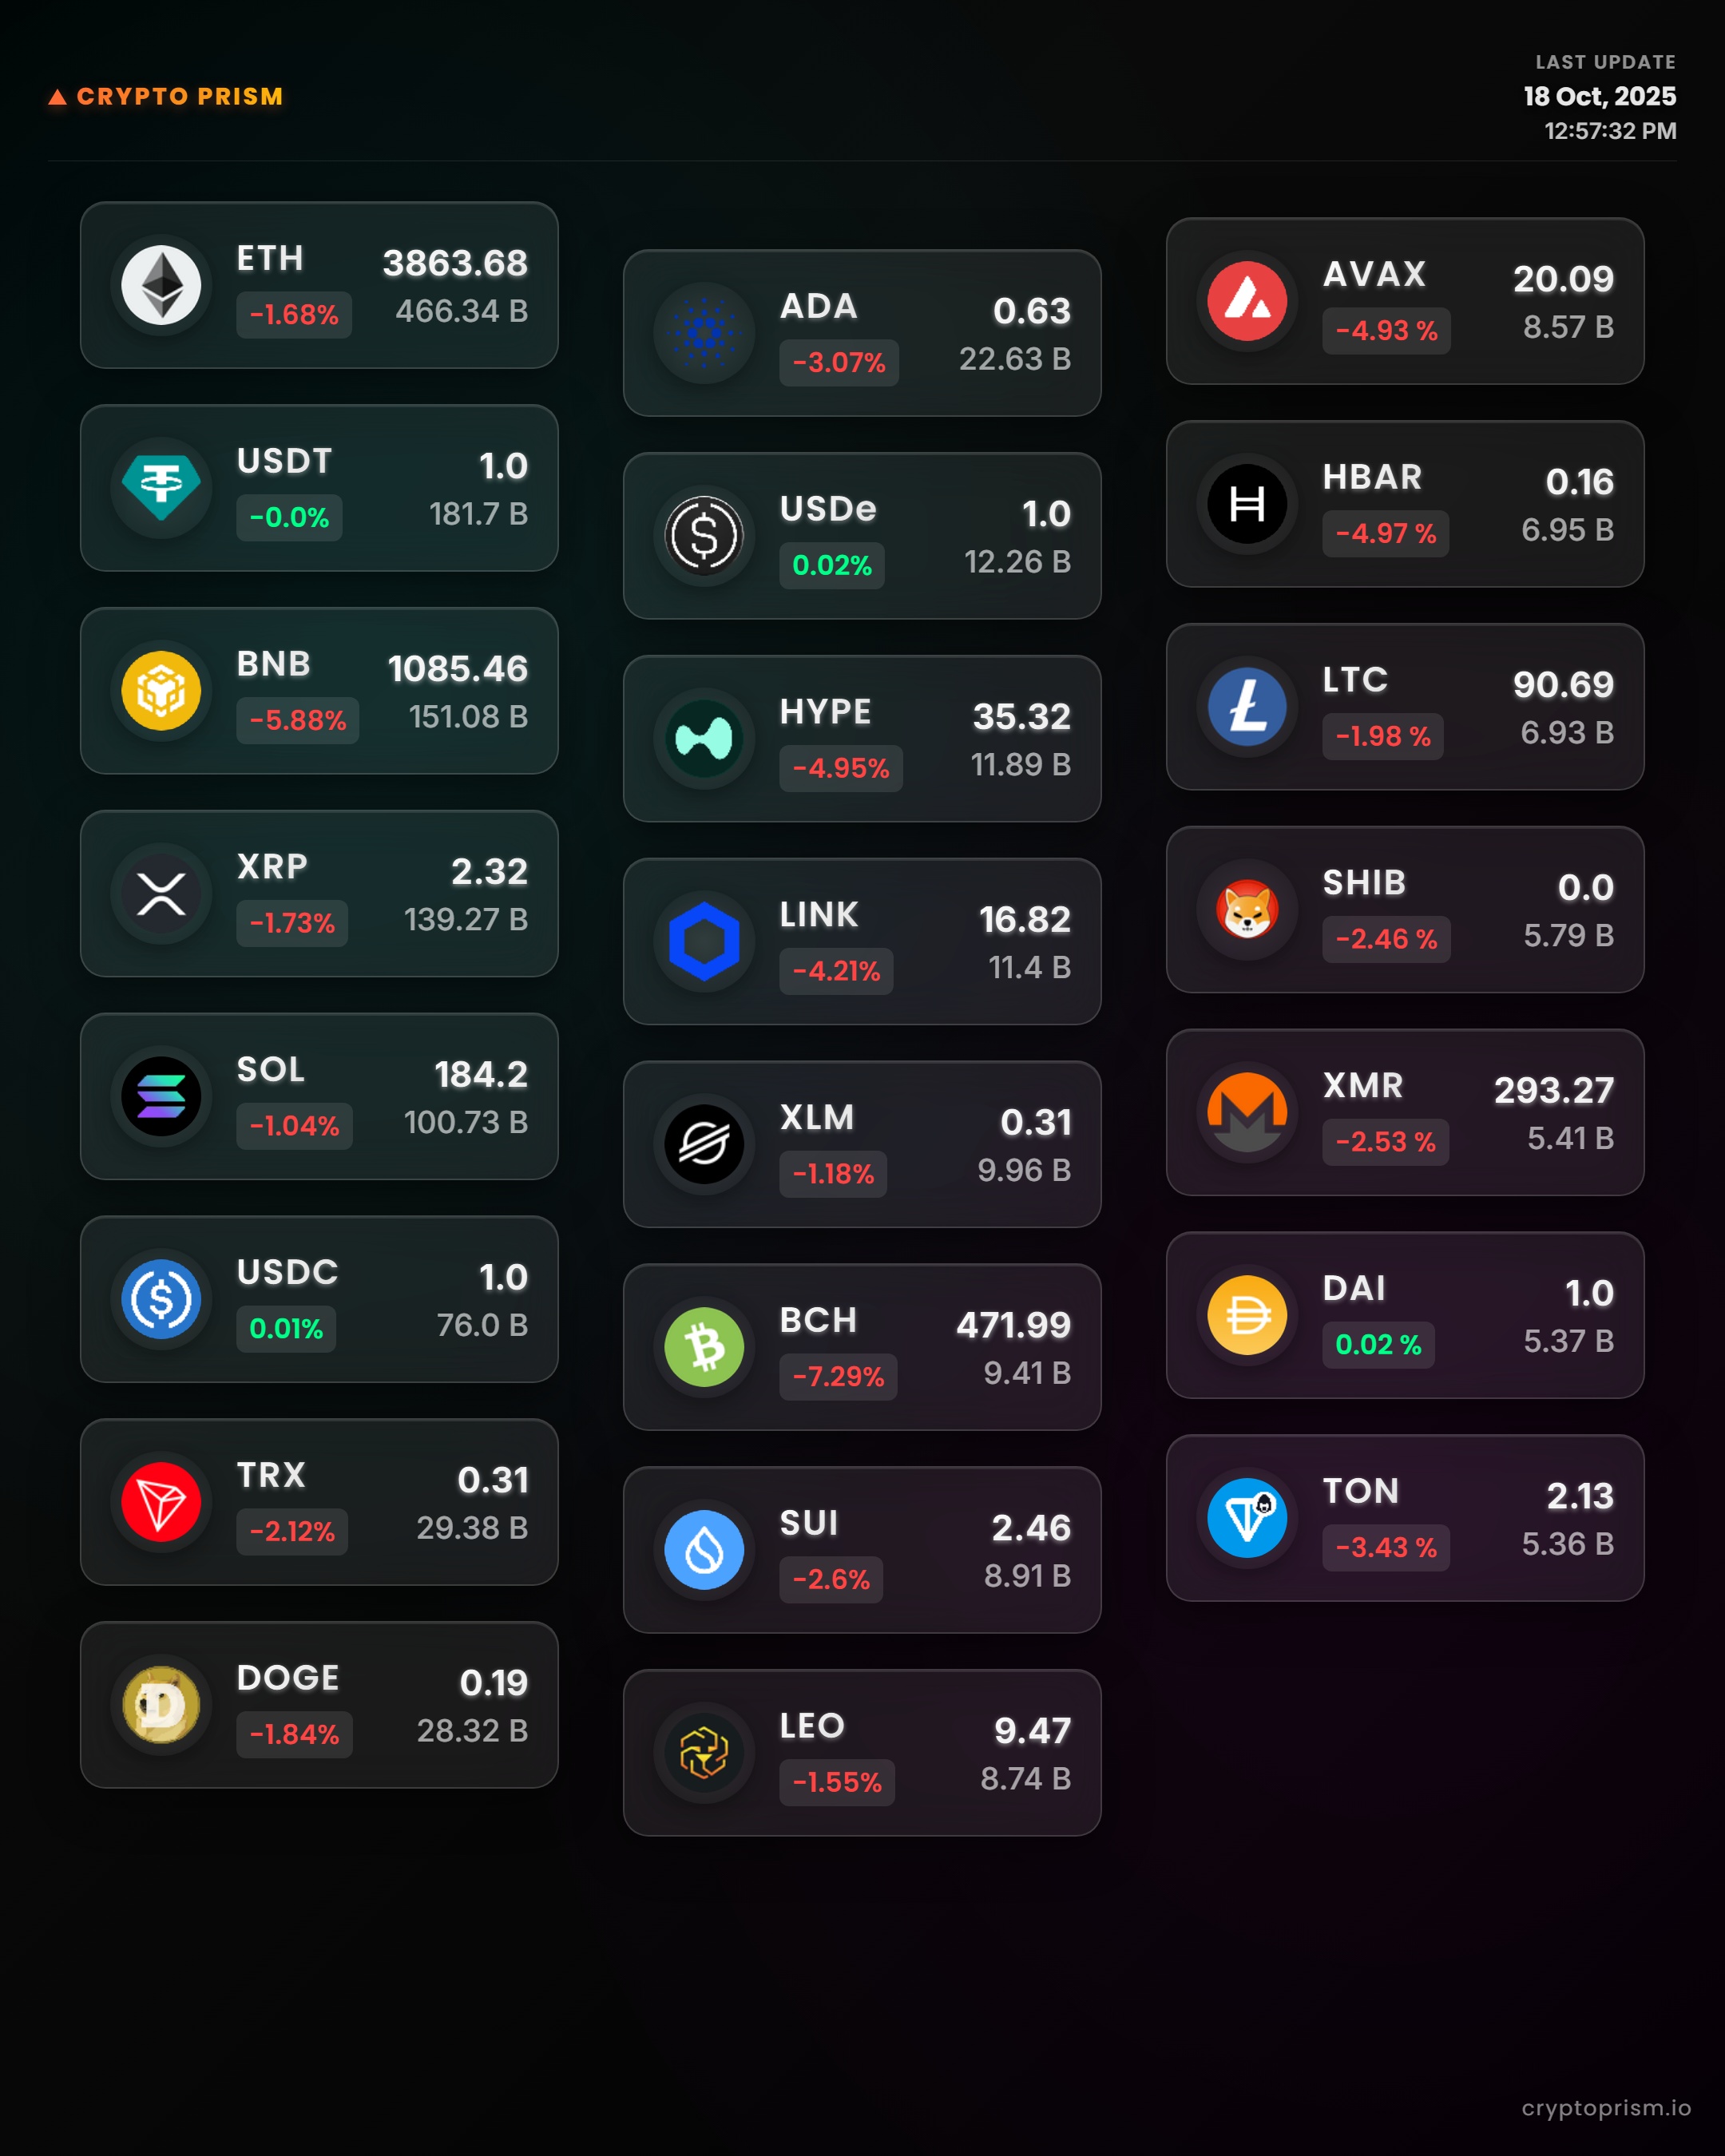 ▲ CRYPTO PRISM
LAST UPDATE
18 Oct, 2025
12:57:32 PM
ETH 3863.68
-1.68% 466.34 B
USDT 1.0
-0.0% 181.7 B
BNB 1085.46
-5.88% 151.08 B
XRP 2.32
-1.73% 139.27 B
SOL 184.2
-1.04% 100.73 B
USDC 1.0
0.01% 76.0 B
TRX 0.31
-2.12% 29.38 B
DOGE 0.19
-1.84% 28.32 B
ADA 0.63
-3.07% 22.63 B
USDe 1.0
0.02% 12.26 B
HYPE 35.32
-4.95% 11.89 B
LINK 16.82
-4.21% 11.4 B
XLM 0.31
-1.18% 9.96 B
BCH 471.99
-7.29% 9.41 B
SUI 2.46
-2.6% 8.91 B
LEO 9.47
-1.55% 8.74 B
AVAX 20.09
-4.93 % 8.57 B
HBAR 0.16
-4.97 % 6.95 B
LTC 90.69
-1.98 % 6.93 B
SHIB 0.0
-2.46 % 5.79 B
XMR 293.27
-2.53 % 5.41 B
DAI 1.0
0.02 % 5.37 B
TON 2.13
-3.43 % 5.36 B
cryptoprism.io